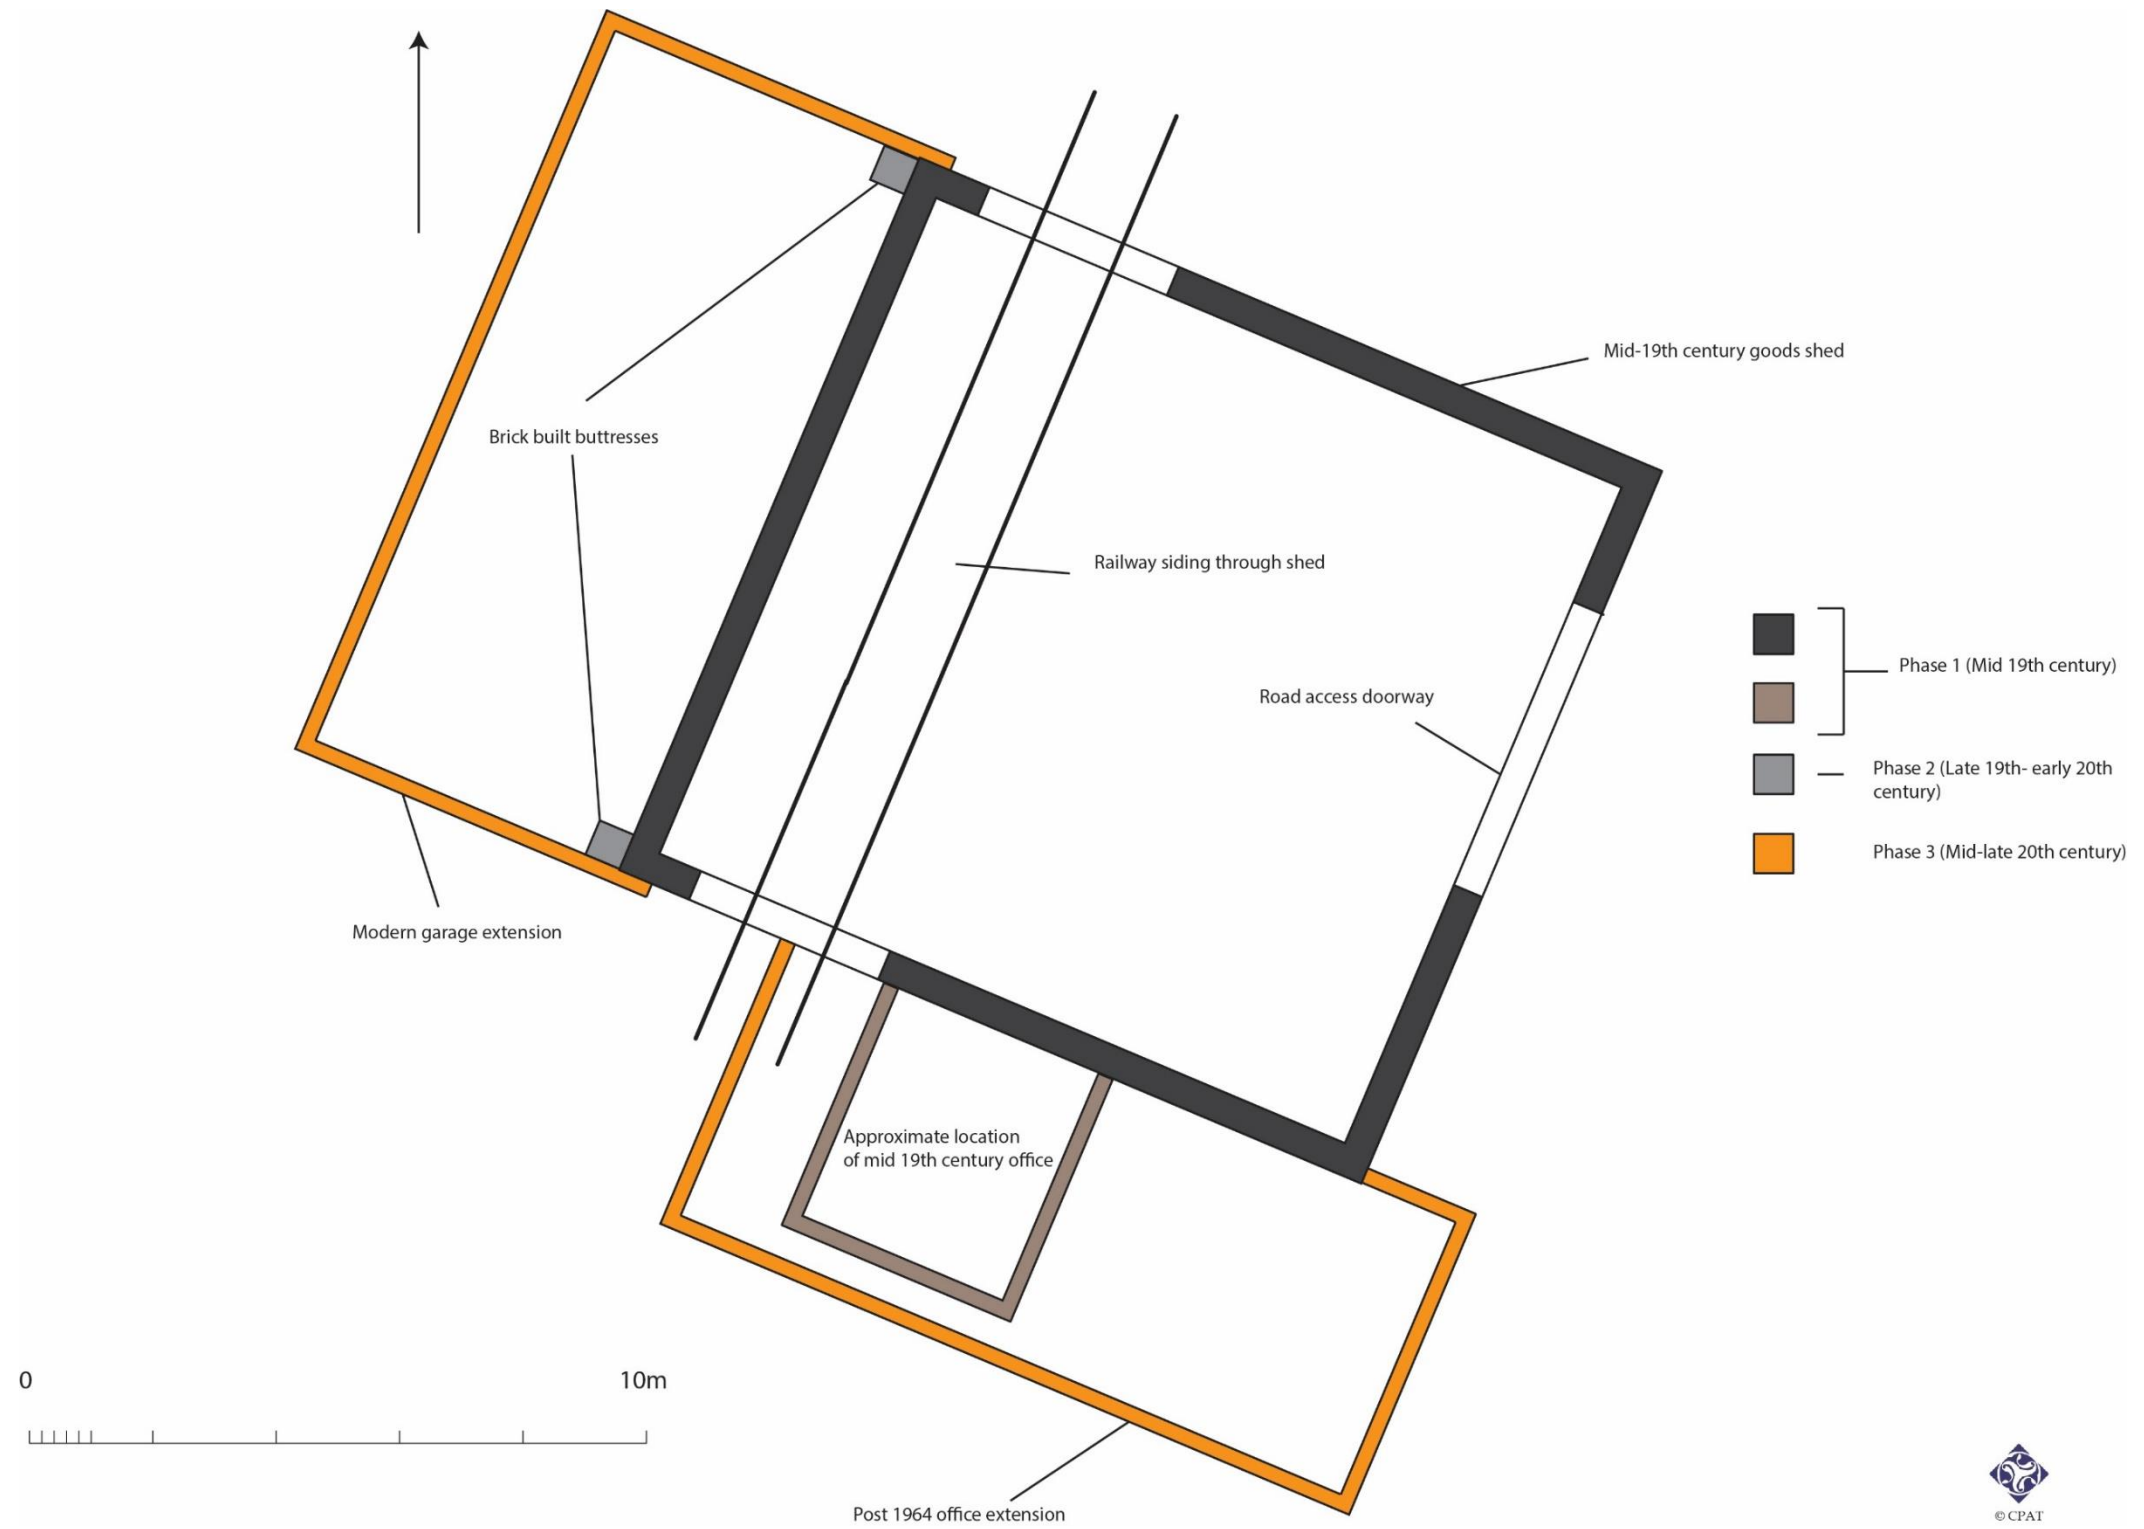 Mid-19th century goods shed
Brick built buttresses
Railway siding through shed
Phase 1 (Mid 19th century)
Road access doorway
Phase 2 (Late 19th- early 20th
century)
Phase 3 (Mid-late 20th century)
Modern garage extension
Approximate location
of mid 19th century office
0
10m
Post 1964 office extension
© CPAT